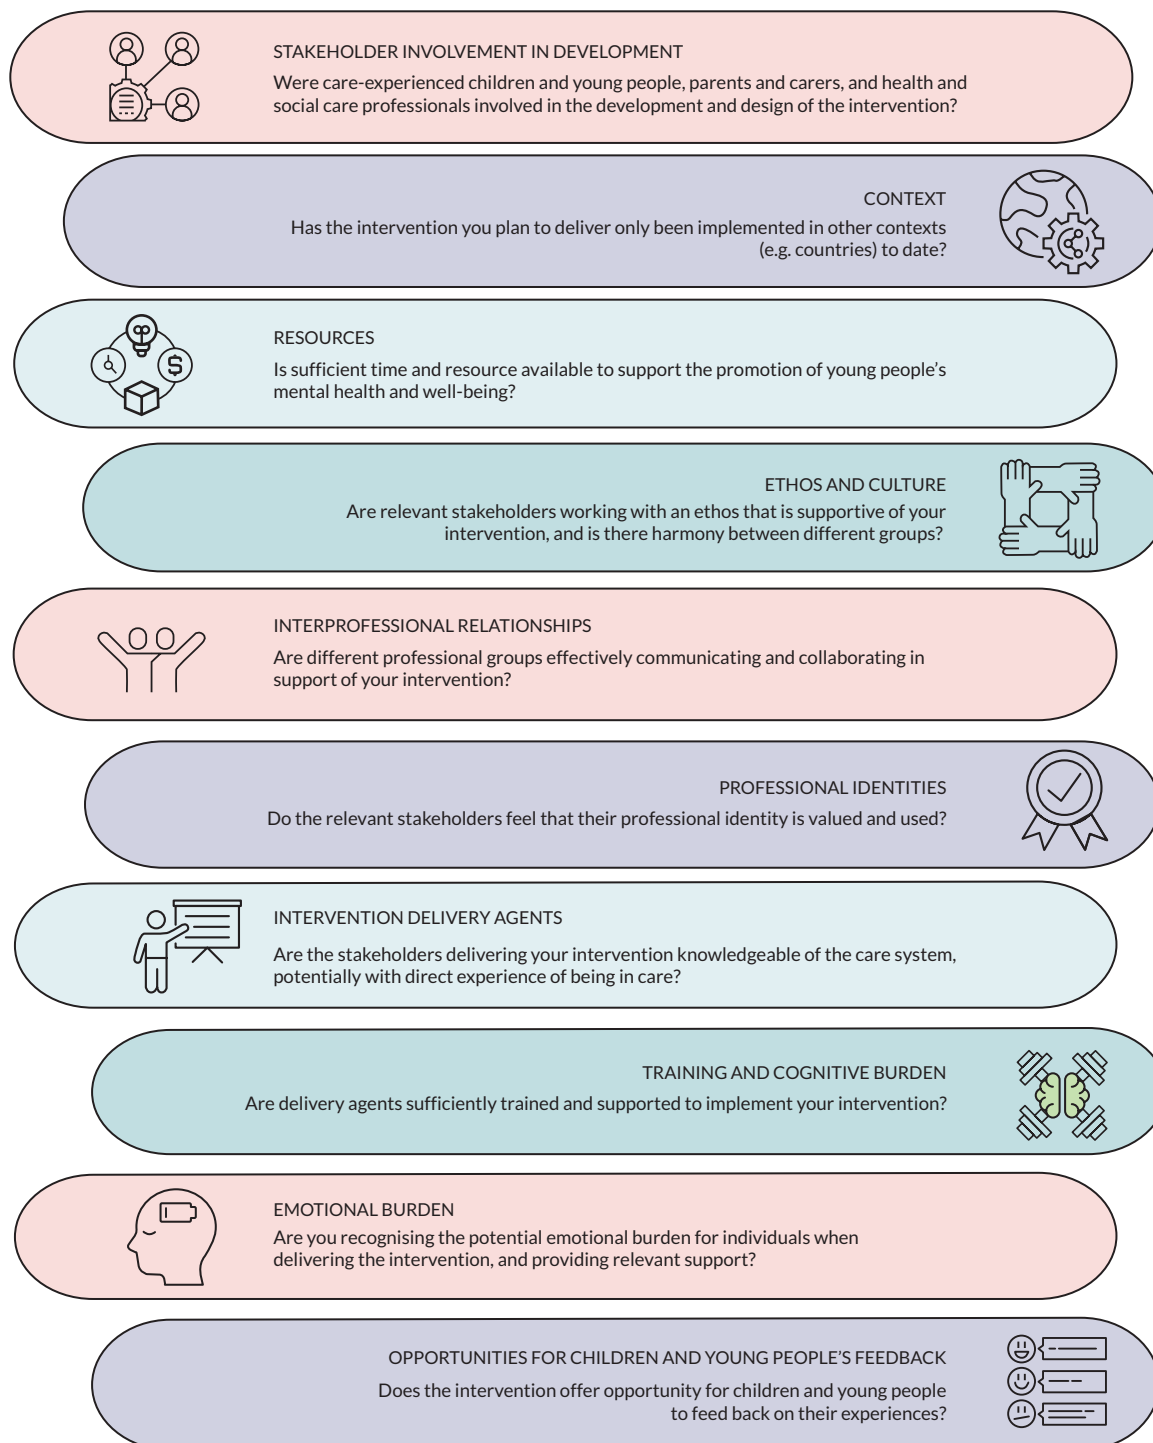 STAKEHOLDER INVOLVEMENT IN DEVELOPMENT
Were care-experienced children and young people, parents and carers, and health and
social care professionals involved in the development and design of the intervention?
CONTEXT
Has the intervention you plan to deliver only been implemented in other contexts
(e.g. countries) to date?
RESOURCES
Is sufficient time and resource available to support the promotion of young people’s
mental health and well-being?
ETHOS AND CULTURE
Are relevant stakeholders working with an ethos that is supportive of your
intervention, and is there harmony between different groups?
INTERPROFESSIONAL RELATIONSHIPS
Are different professional groups effectively communicating and collaborating in
support of your intervention?
PROFESSIONAL IDENTITIES
Do the relevant stakeholders feel that their professional identity is valued and used?
INTERVENTION DELIVERY AGENTS
Are the stakeholders delivering your intervention knowledgeable of the care system,
potentially with direct experience of being in care?
TRAINING AND COGNITIVE BURDEN
Are delivery agents sufficiently trained and supported to implement your intervention?
EMOTIONAL BURDEN
Are you recognising the potential emotional burden for individuals when
delivering the intervention, and providing relevant support?
OPPORTUNITIES FOR CHILDREN AND YOUNG PEOPLE’S FEEDBACK
Does the intervention offer opportunity for children and young people
to feed back on their experiences?